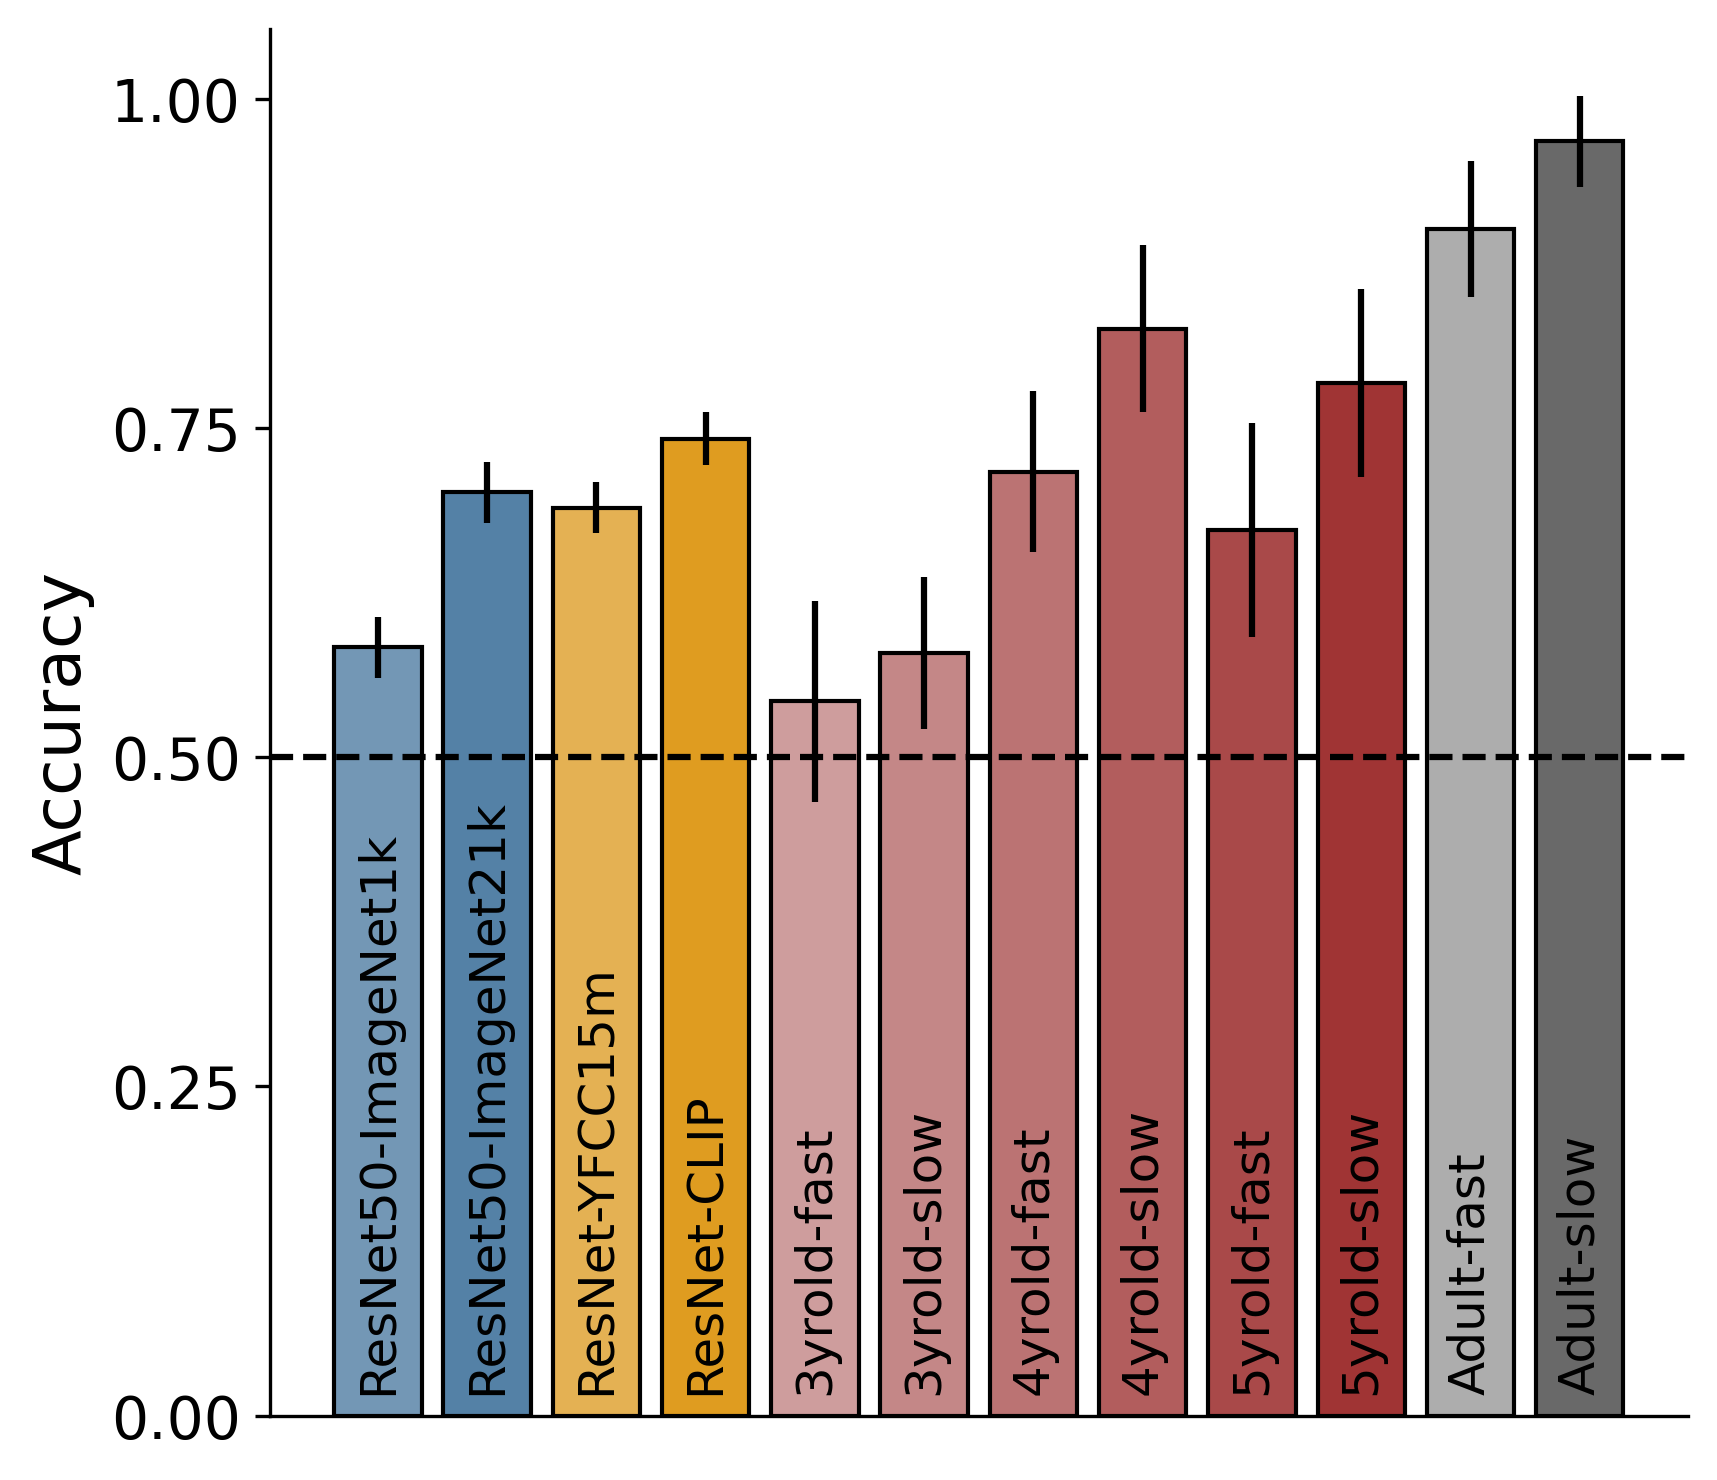 1.00
0.75
0.50
0.25
0.00
Accuracy
ResNet50-ImageNet1k
ResNet50-ImageNet21k
ResNet-YFCC15m
ResNet-CLIP
3yrold-fast
3yrold-slow
4yrold-fast
4yrold-slow
5yrold-fast
5yrold-slow
Adult-fast
Adult-slow